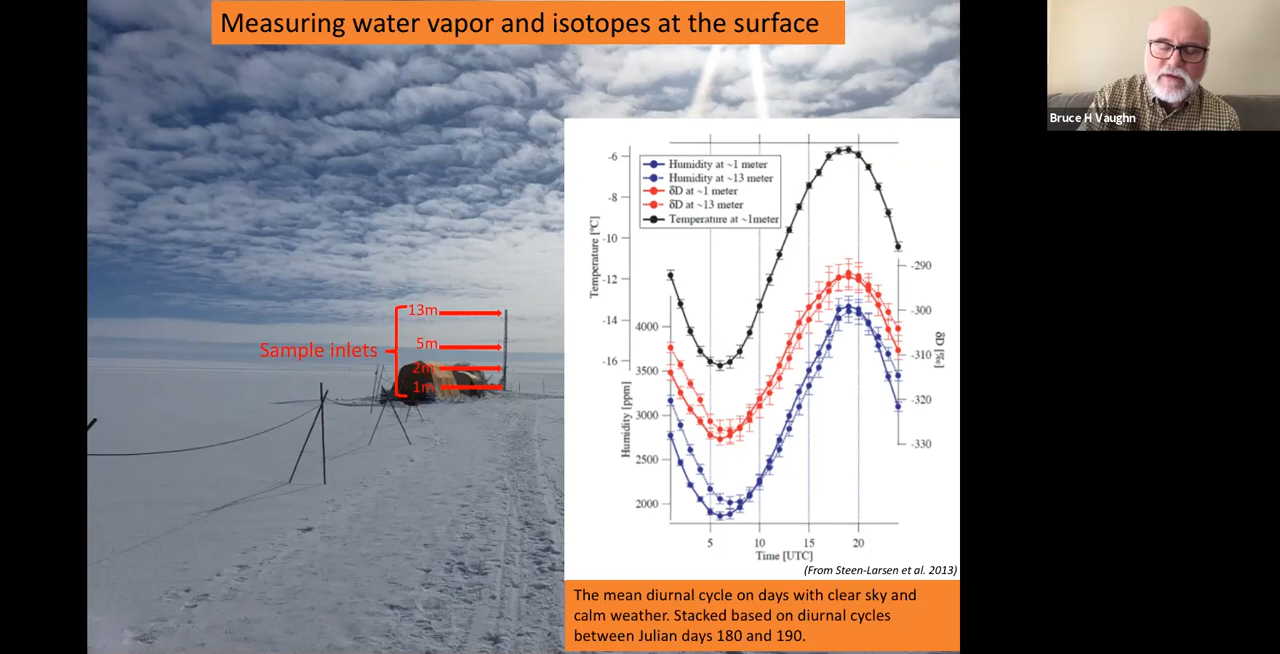 Measuring water vapor and isotopes at the surface
Bruce H Vaughn
13m
5m
Sample inlets
2m
1m
Humidity at ~1 meter
Humidity at ~13 meter
δD at ~1 meter
δD at ~13 meter
Temperature at ~1meter
Temperature [°C]
-6
-8
-10
-12
-14
-16
Humidity [ppm]
4000
3500
3000
2500
2000
δD [‰]
-290
-300
-310
-320
-330
5 10 15 20
Time [UTC]
(From Steen-Larsen et al. 2013)
The mean diurnal cycle on days with clear sky and
calm weather. Stacked based on diurnal cycles
between Julian days 180 and 190.